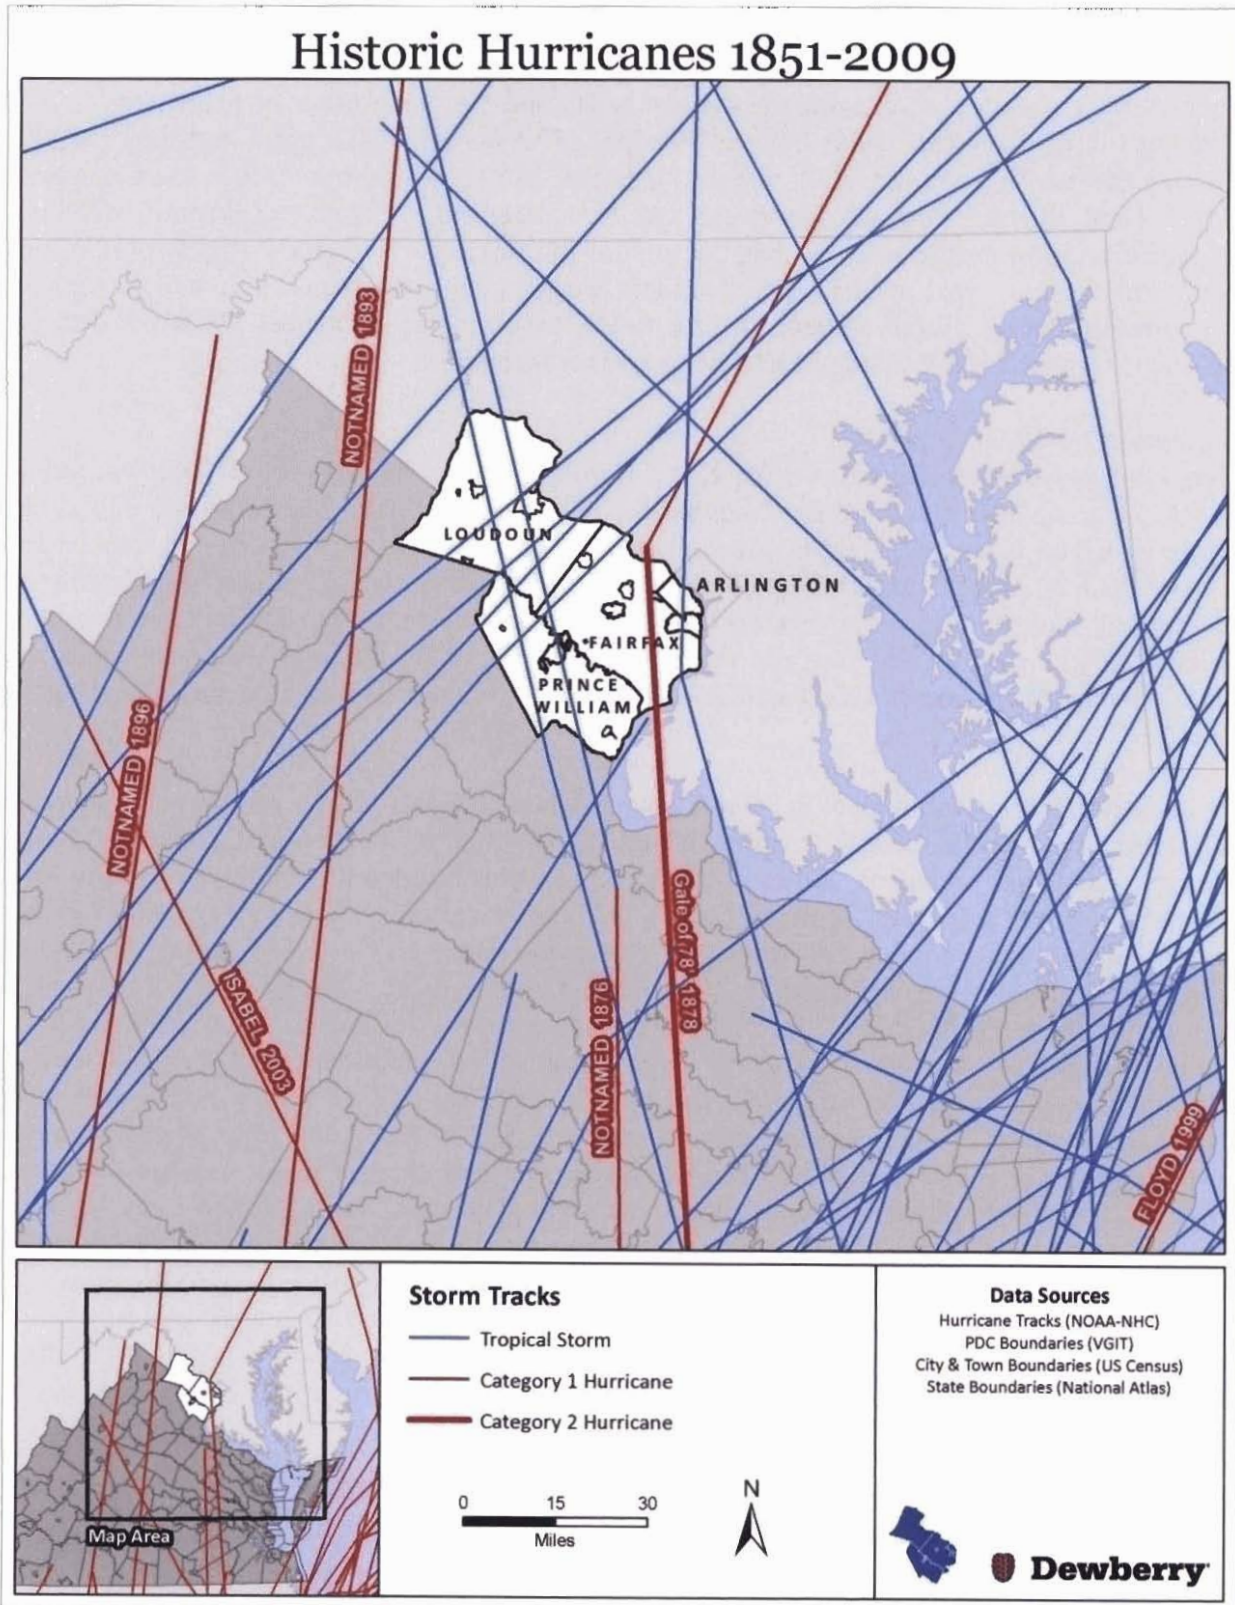 Historic Hurricanes 1851-2009
NOTNAMED 1893
LOUDOUN
ARLINGTON
FAIRFAX
PRINCE
WILLIAM
NOTNAMED 1896
ISABEL 2003
NOTNAMED 1876
Gale of '78' 1878
FLOYD 1999
Map Area
Storm Tracks
Tropical Storm
Category 1 Hurricane
Category 2 Hurricane
0 15 30
Miles
N
Data Sources
Hurricane Tracks (NOAA-NHC)
PDC Boundaries (VGIT)
City & Town Boundaries (US Census)
State Boundaries (National Atlas)
Dewberry